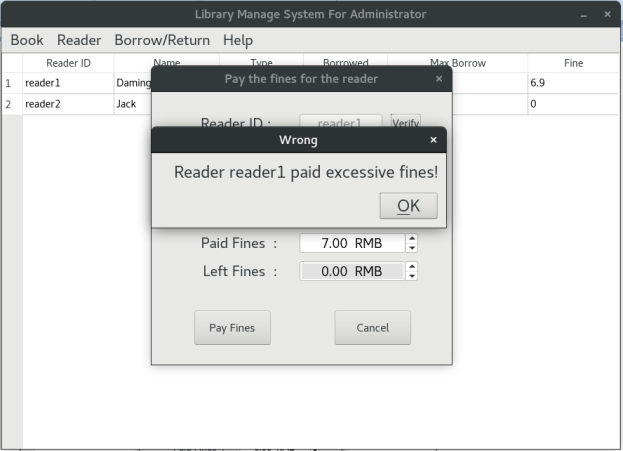 Library Manage System For Administrator
Book Reader Borrow/Return Help
Reader ID Name Type Borrowed Max Borrow Fine
1 reader1 Daming 6.9
2 reader2 Jack 0
Pay the fines for the reader
Reader ID : reader1 Verify
Wrong
Reader reader1 paid excessive fines!
OK
Paid Fines : 7.00 RMB
Left Fines : 0.00 RMB
Pay Fines Cancel